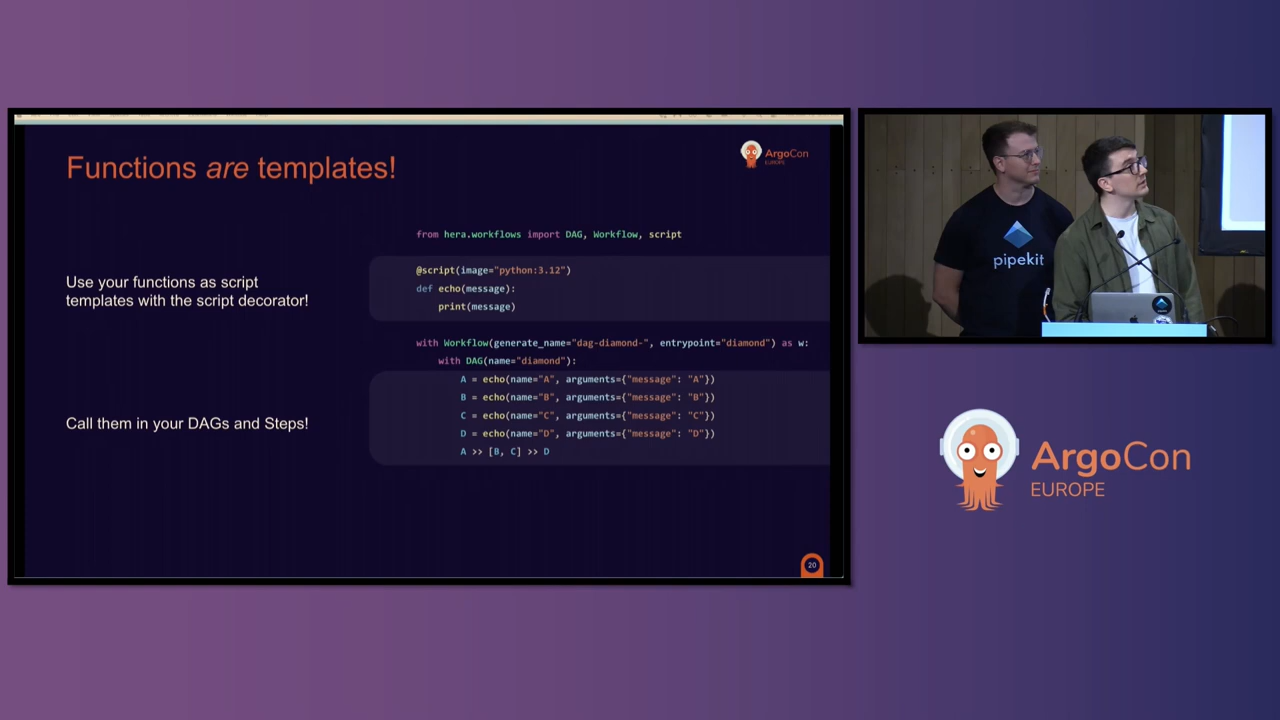 Functions are templates!
ArgoCon
EUROPE
from hera.workflows import DAG, Workflow, script
Use your functions as script
templates with the script decorator!
@script(image="python:3.12")
def echo(message):
    print(message)
with Workflow(generate_name="dag-diamond-", entrypoint="diamond") as w:
    with DAG(name="diamond"):
Call them in your DAGs and Steps!
        A = echo(name="A", arguments={"message": "A"})
        B = echo(name="B", arguments={"message": "B"})
        C = echo(name="C", arguments={"message": "C"})
        D = echo(name="D", arguments={"message": "D"})
        A >> [B, C] >> D
20
pipekit
ArgoCon
EUROPE